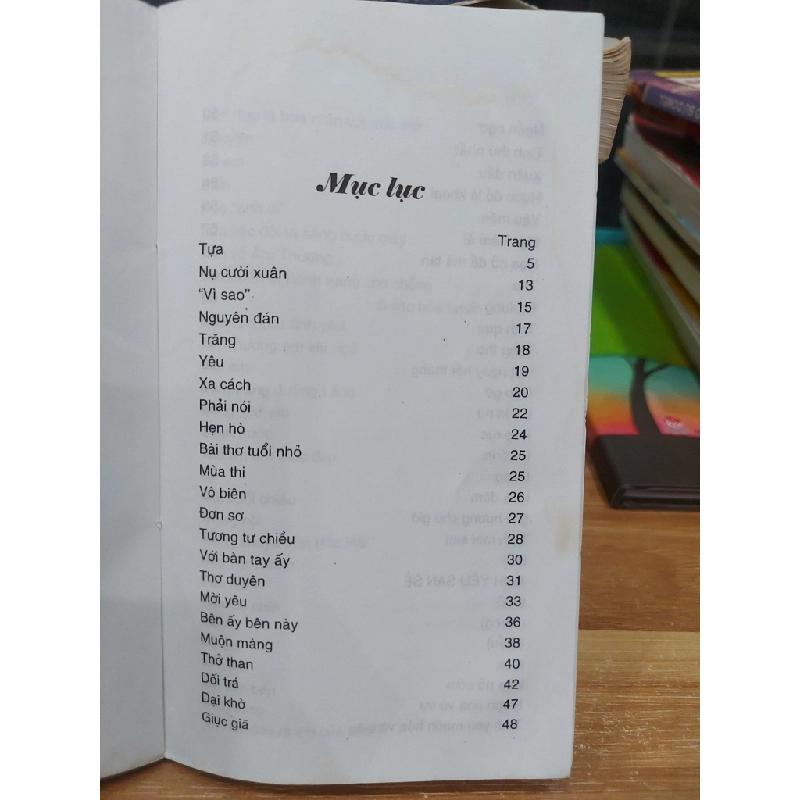 Mục lục
Trang
Tựa 5
Nụ cười xuân 13
"Vì sao" 15
Nguyên đán 17
Trăng 18
Yêu 19
Xa cách 20
Phải nói 22
Hẹn hò 24
Bài thơ tuổi nhỏ 25
Mùa thi 25
Vô biên 26
Đơn sơ 27
Tương tư chiều 28
Với bàn tay ấy 30
Thơ duyên 31
Mời yêu 33
Bên ấy bên này 36
Muộn màng 38
Thở than 40
Dối trá 42
Dại khờ 47
Giục giã 48